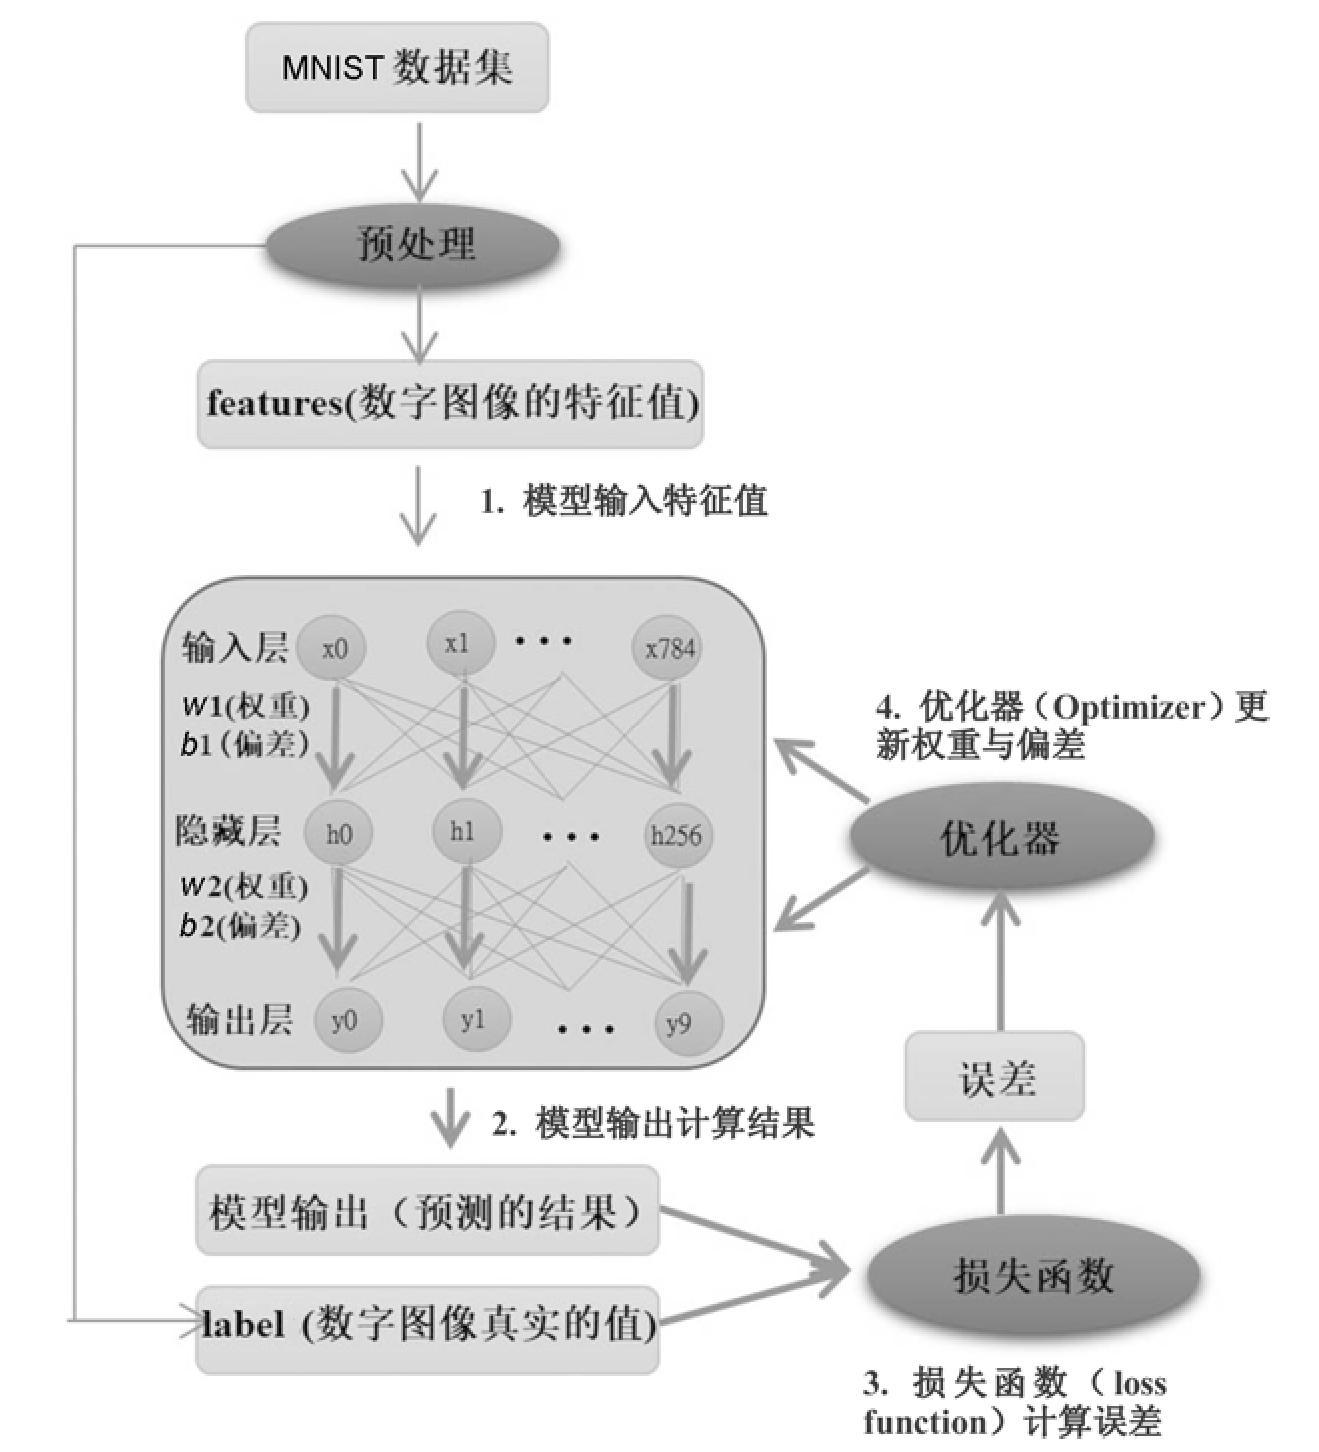 MNIST 数据集
预处理
features(数字图像的特征值)
1. 模型输入特征值
输入层 x0 x1 ··· x784
w1(权重)
b1(偏差)
隐藏层 h0 h1 ··· h256
w2(权重)
b2(偏差)
输出层 y0 y1 ··· y9
2. 模型输出计算结果
模型输出（预测的结果）
label (数字图像真实的值)
3. 损失函数（loss
function）计算误差
损失函数
误差
4. 优化器（Optimizer）更
新权重与偏差
优化器